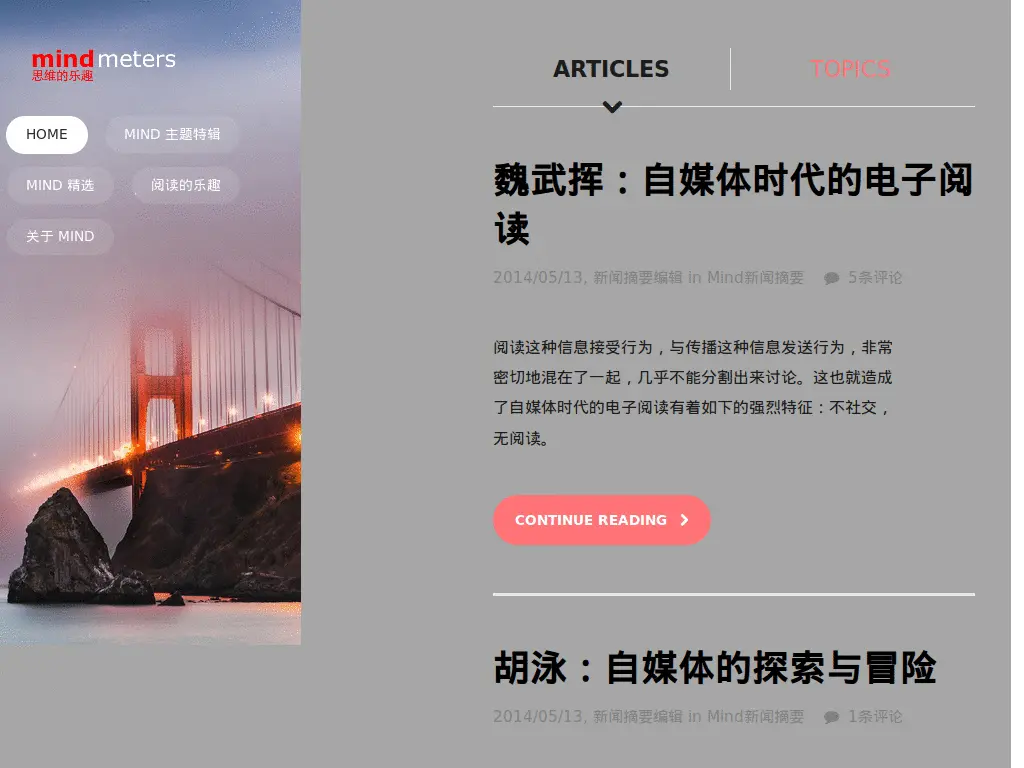 mindmeters
思维的乐趣
HOME
MIND 主题特辑
MIND 精选
阅读的乐趣
关于 MIND
ARTICLES
TOPICS
魏武挥：自媒体时代的电子阅
读
2014/05/13, 新闻摘要编辑 in Mind新闻摘要 5条评论
阅读这种信息接受行为，与传播这种信息发送行为，非常
密切地混在了一起，几乎不能分割出来讨论。这也就造成
了自媒体时代的电子阅读有着如下的强烈特征：不社交，
无阅读。
CONTINUE READING
胡泳：自媒体的探索与冒险
2014/05/13, 新闻摘要编辑 in Mind新闻摘要 1条评论